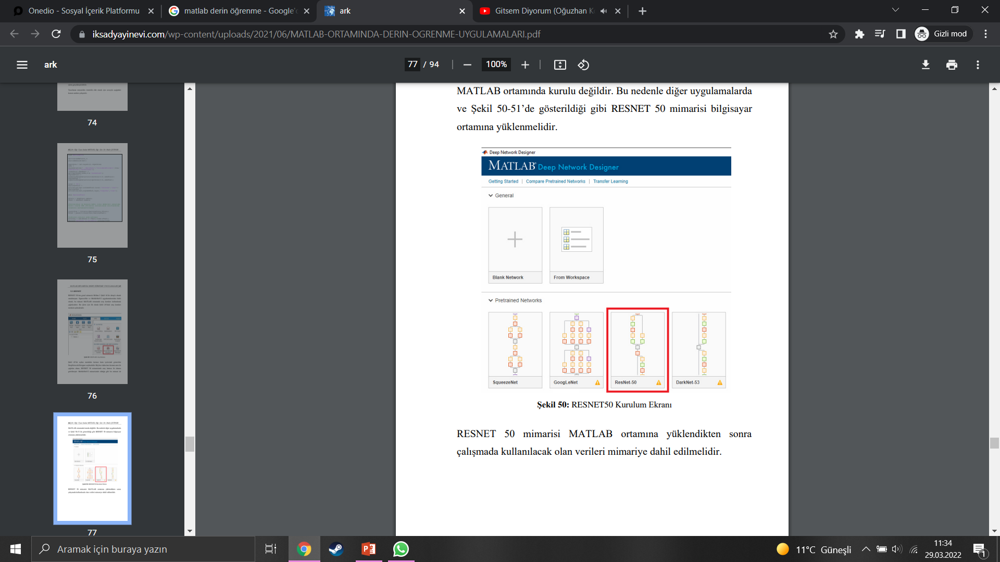 Onedio - Sosyal İçerik Platformu
matlab derin öğrenme - Google'd
ark
Gitsem Diyorum (Oğuzhan K
iksadyayinevi.com/wp-content/uploads/2021/06/MATLAB-ORTAMINDA-DERIN-OGRENME-UYGULAMALARI.pdf
Gizli mod
ark
77 / 94
100%
74
75
76
77
MATLAB ortamında kurulu değildir. Bu nedenle diğer uygulamalarda
ve Şekil 50-51’de gösterildiği gibi RESNET 50 mimarisi bilgisayar
ortamına yüklenmelidir.
Deep Network Designer
MATLAB® Deep Network Designer
Getting Started | Compare Pretrained Networks | Transfer Learning
General
Blank Network
From Workspace
Pretrained Networks
SqueezeNet
GoogLeNet
ResNet-50
DarkNet-53
Şekil 50: RESNET50 Kurulum Ekranı
RESNET 50 mimarisi MATLAB ortamına yüklendikten sonra
çalışmada kullanılacak olan verileri mimariye dahil edilmelidir.
Aramak için buraya yazın
11°C Güneşli
11:34
29.03.2022
1